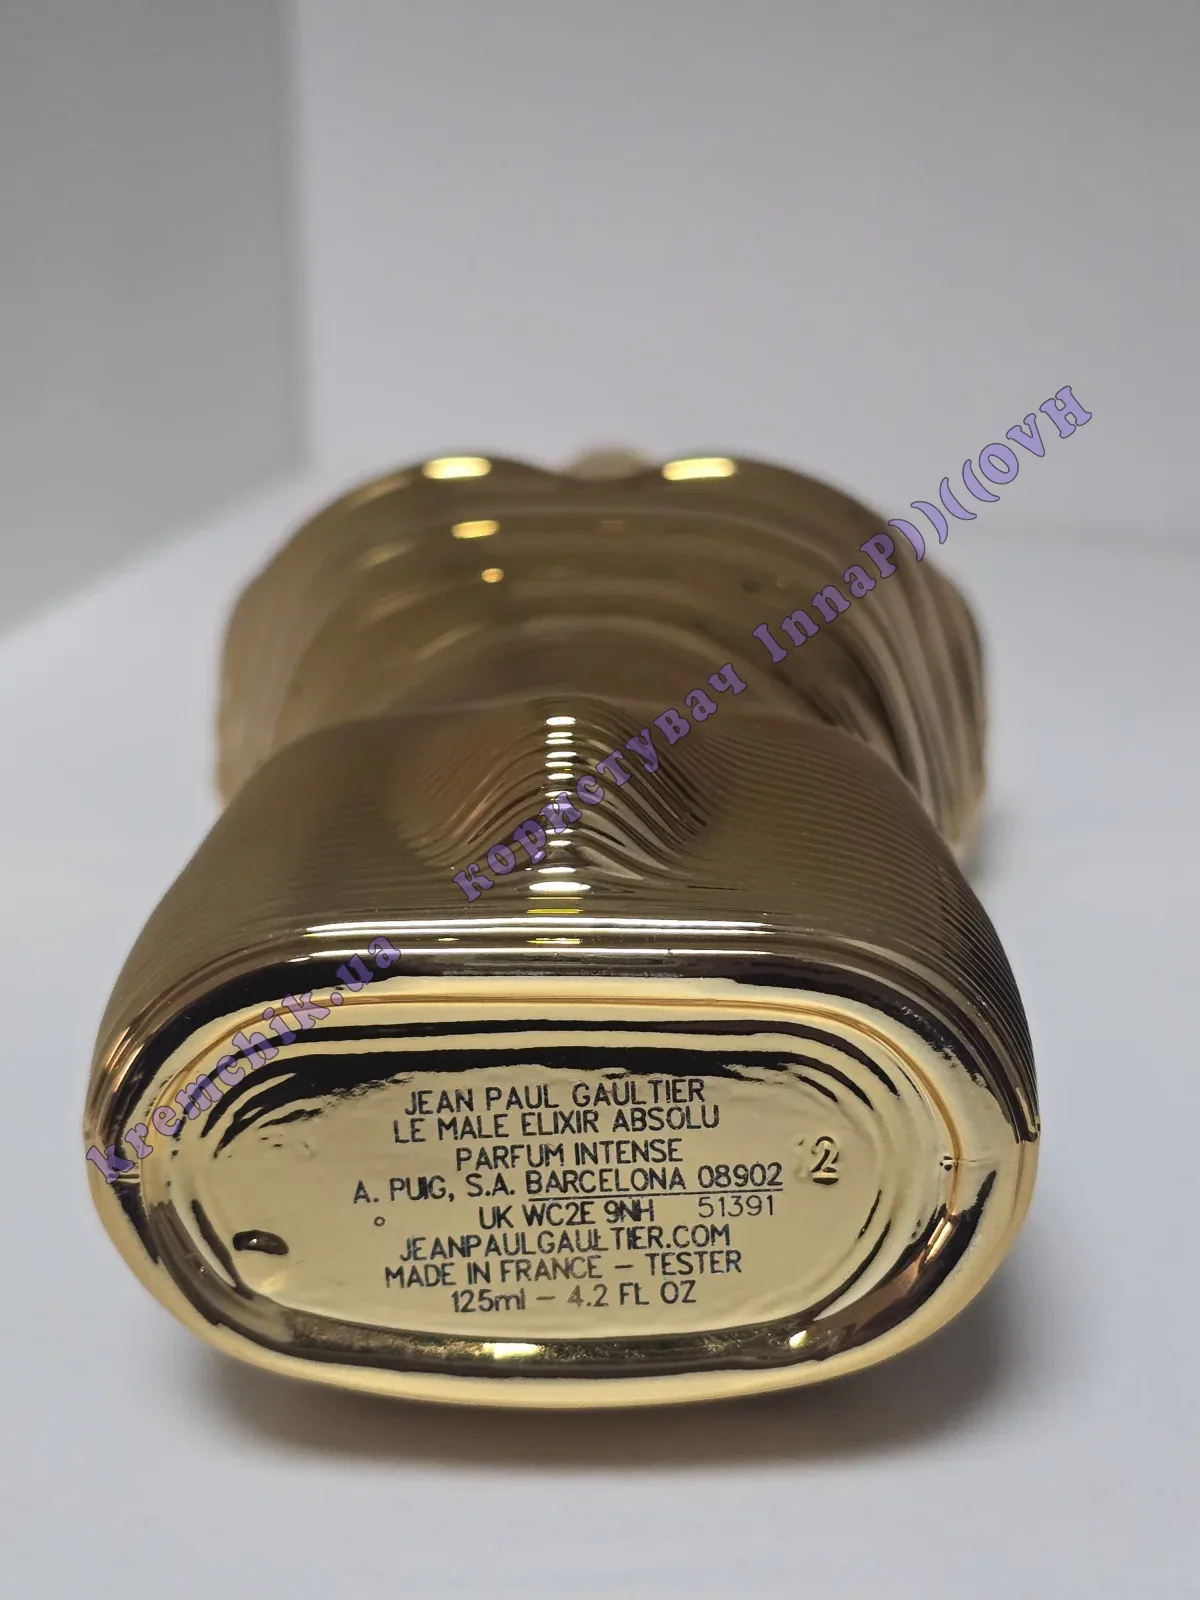 користувач InnaP))((OVH
kremchik.ua
JEAN PAUL GAULTIER
LE MALE ELIXIR ABSOLU
PARFUM INTENSE
A. PUIG, S.A. BARCELONA 08902
UK WC2E 9NH 51391
JEANPAULGAULTIER.COM
MADE IN FRANCE – TESTER
125ml – 4.2 FL OZ
2